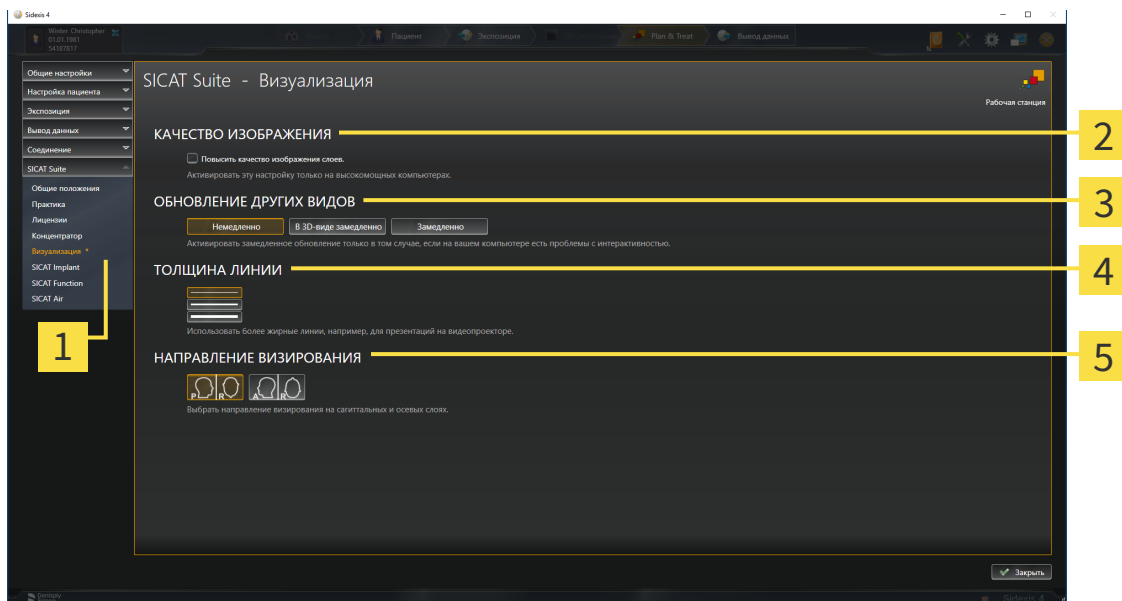 Sidexis 4
Winter Christopher
01.01.1981
54187817
Пациент
Экспозиция
Plan & Treat
Вывод данных
Общие настройки
Настройка пациента
Экспозиция
Вывод данных
Соединение
SICAT Suite
Общие положения
Практика
Лицензии
Концентратор
Визуализация *
SICAT Implant
SICAT Function
SICAT Air
1
SICAT Suite - Визуализация
Рабочая станция
КАЧЕСТВО ИЗОБРАЖЕНИЯ
2
Повысить качество изображения слоев.
Активировать эту настройку только на высокомощных компьютерах.
ОБНОВЛЕНИЕ ДРУГИХ ВИДОВ
3
Немедленно В 3D-виде замедленно Замедленно
Активировать замедленное обновление только в том случае, если на вашем компьютере есть проблемы с интерактивностью.
ТОЛЩИНА ЛИНИИ
4
Использовать более жирные линии, например, для презентаций на видеопроекторе.
НАПРАВЛЕНИЕ ВИЗИРОВАНИЯ
5
P R A R
Выбрать направление визирования на сагиттальных и осевых слоях.
Закрыть
Dentsply
Sidexis 4